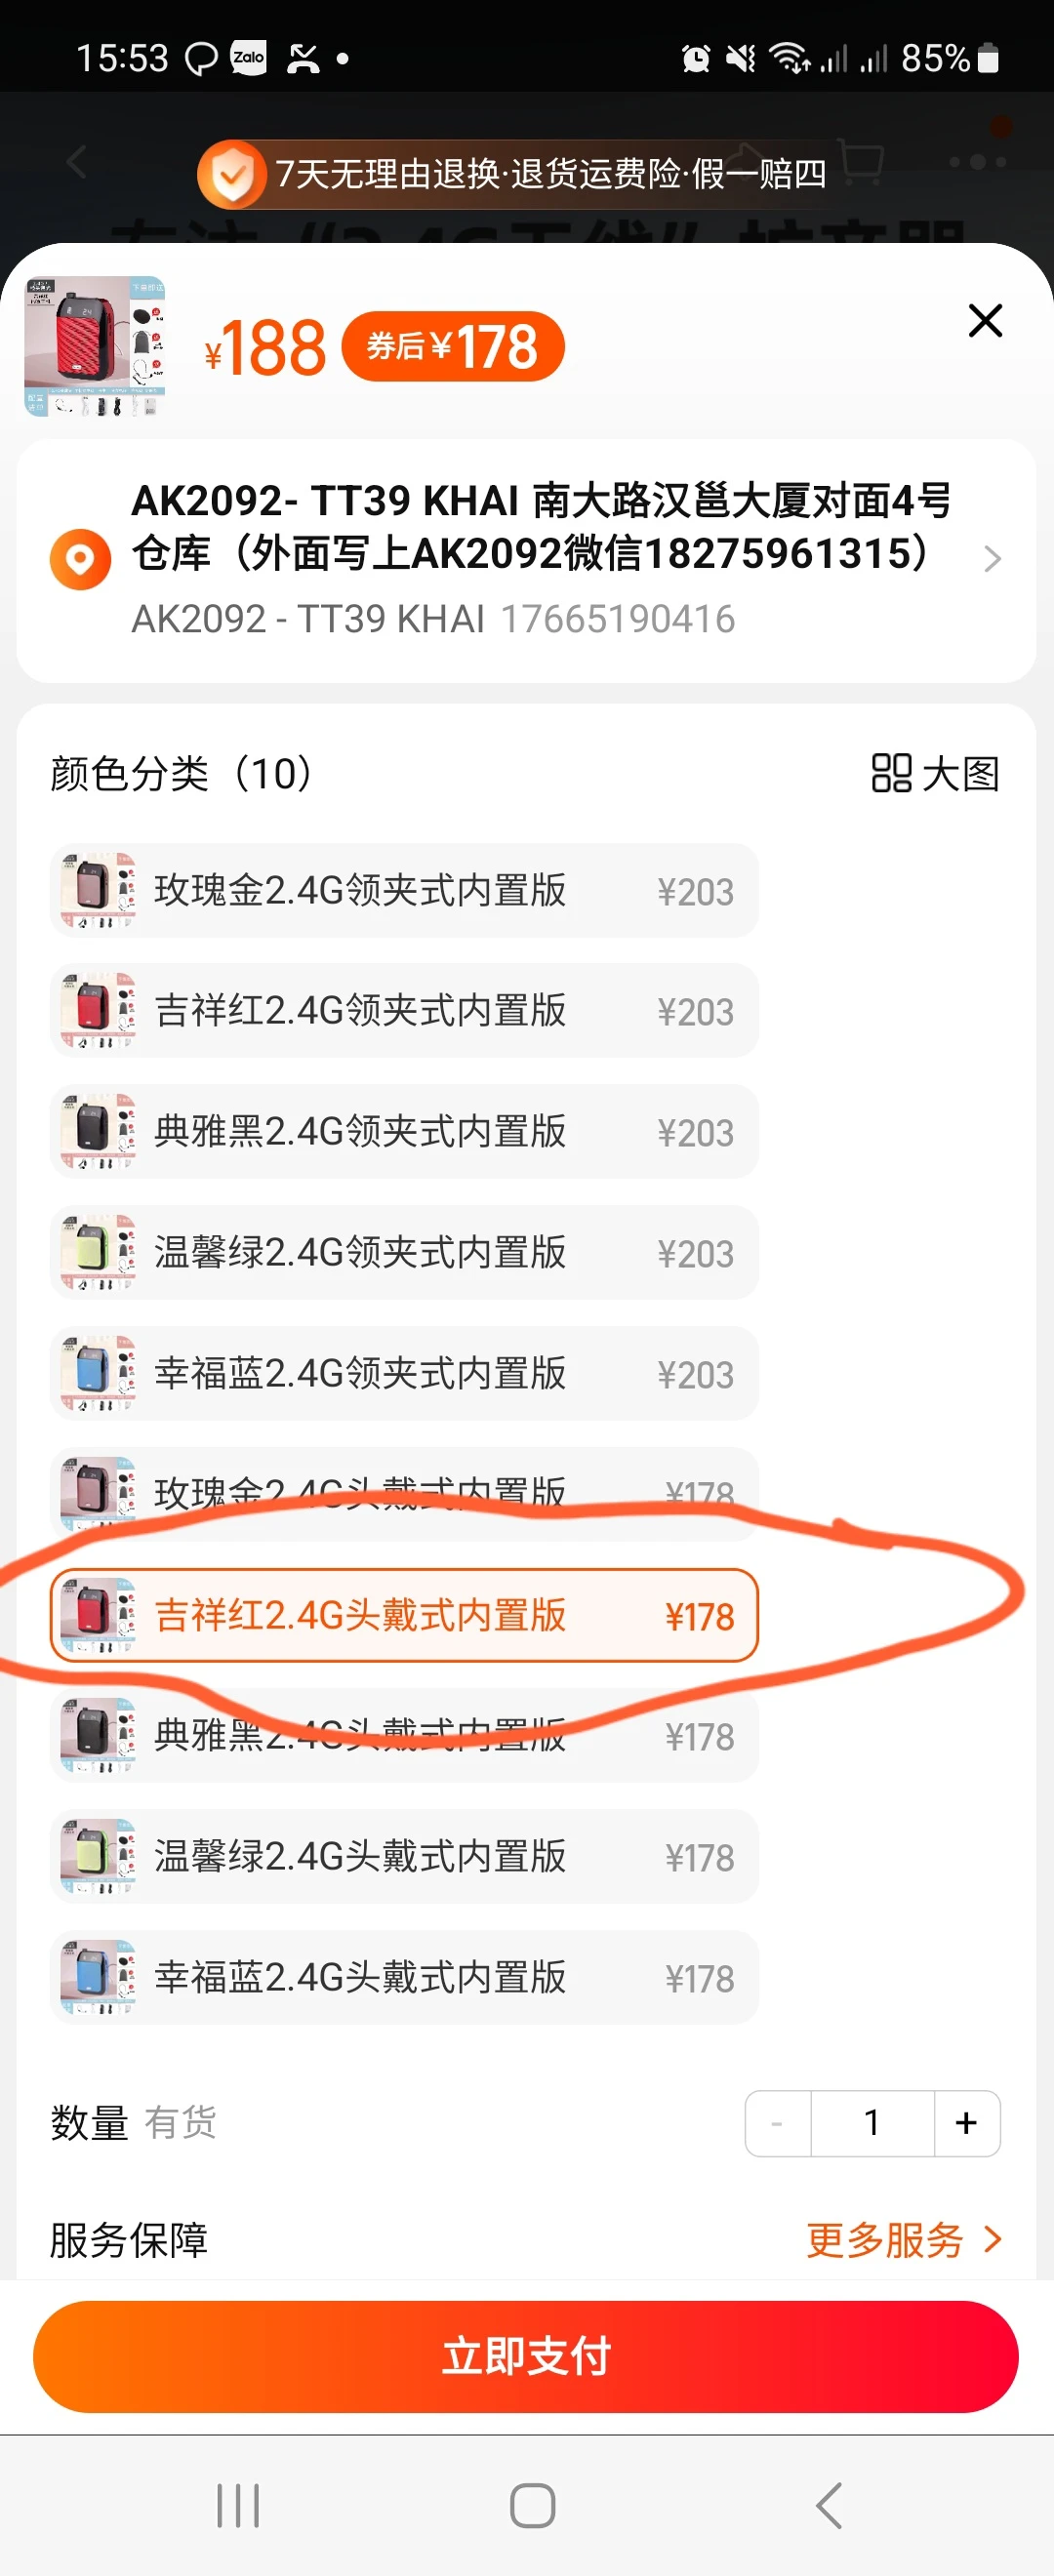 15:53
Zalo
85%
7天无理由退换·退货运费险·假一赔四
¥188 券后¥178
AK2092- TT39 KHAI 南大路汉邕大厦对面4号
仓库（外面写上AK2092微信18275961315）
AK2092 - TT39 KHAI 17665190416
颜色分类（10）
大图
玫瑰金2.4G领夹式内置版 ¥203
吉祥红2.4G领夹式内置版 ¥203
典雅黑2.4G领夹式内置版 ¥203
温馨绿2.4G领夹式内置版 ¥203
幸福蓝2.4G领夹式内置版 ¥203
玫瑰金2.4G头戴式内置版 ¥178
吉祥红2.4G头戴式内置版 ¥178
典雅黑2.4G头戴式内置版 ¥178
温馨绿2.4G头戴式内置版 ¥178
幸福蓝2.4G头戴式内置版 ¥178
数量 有货
- 1 +
服务保障
更多服务
立即支付